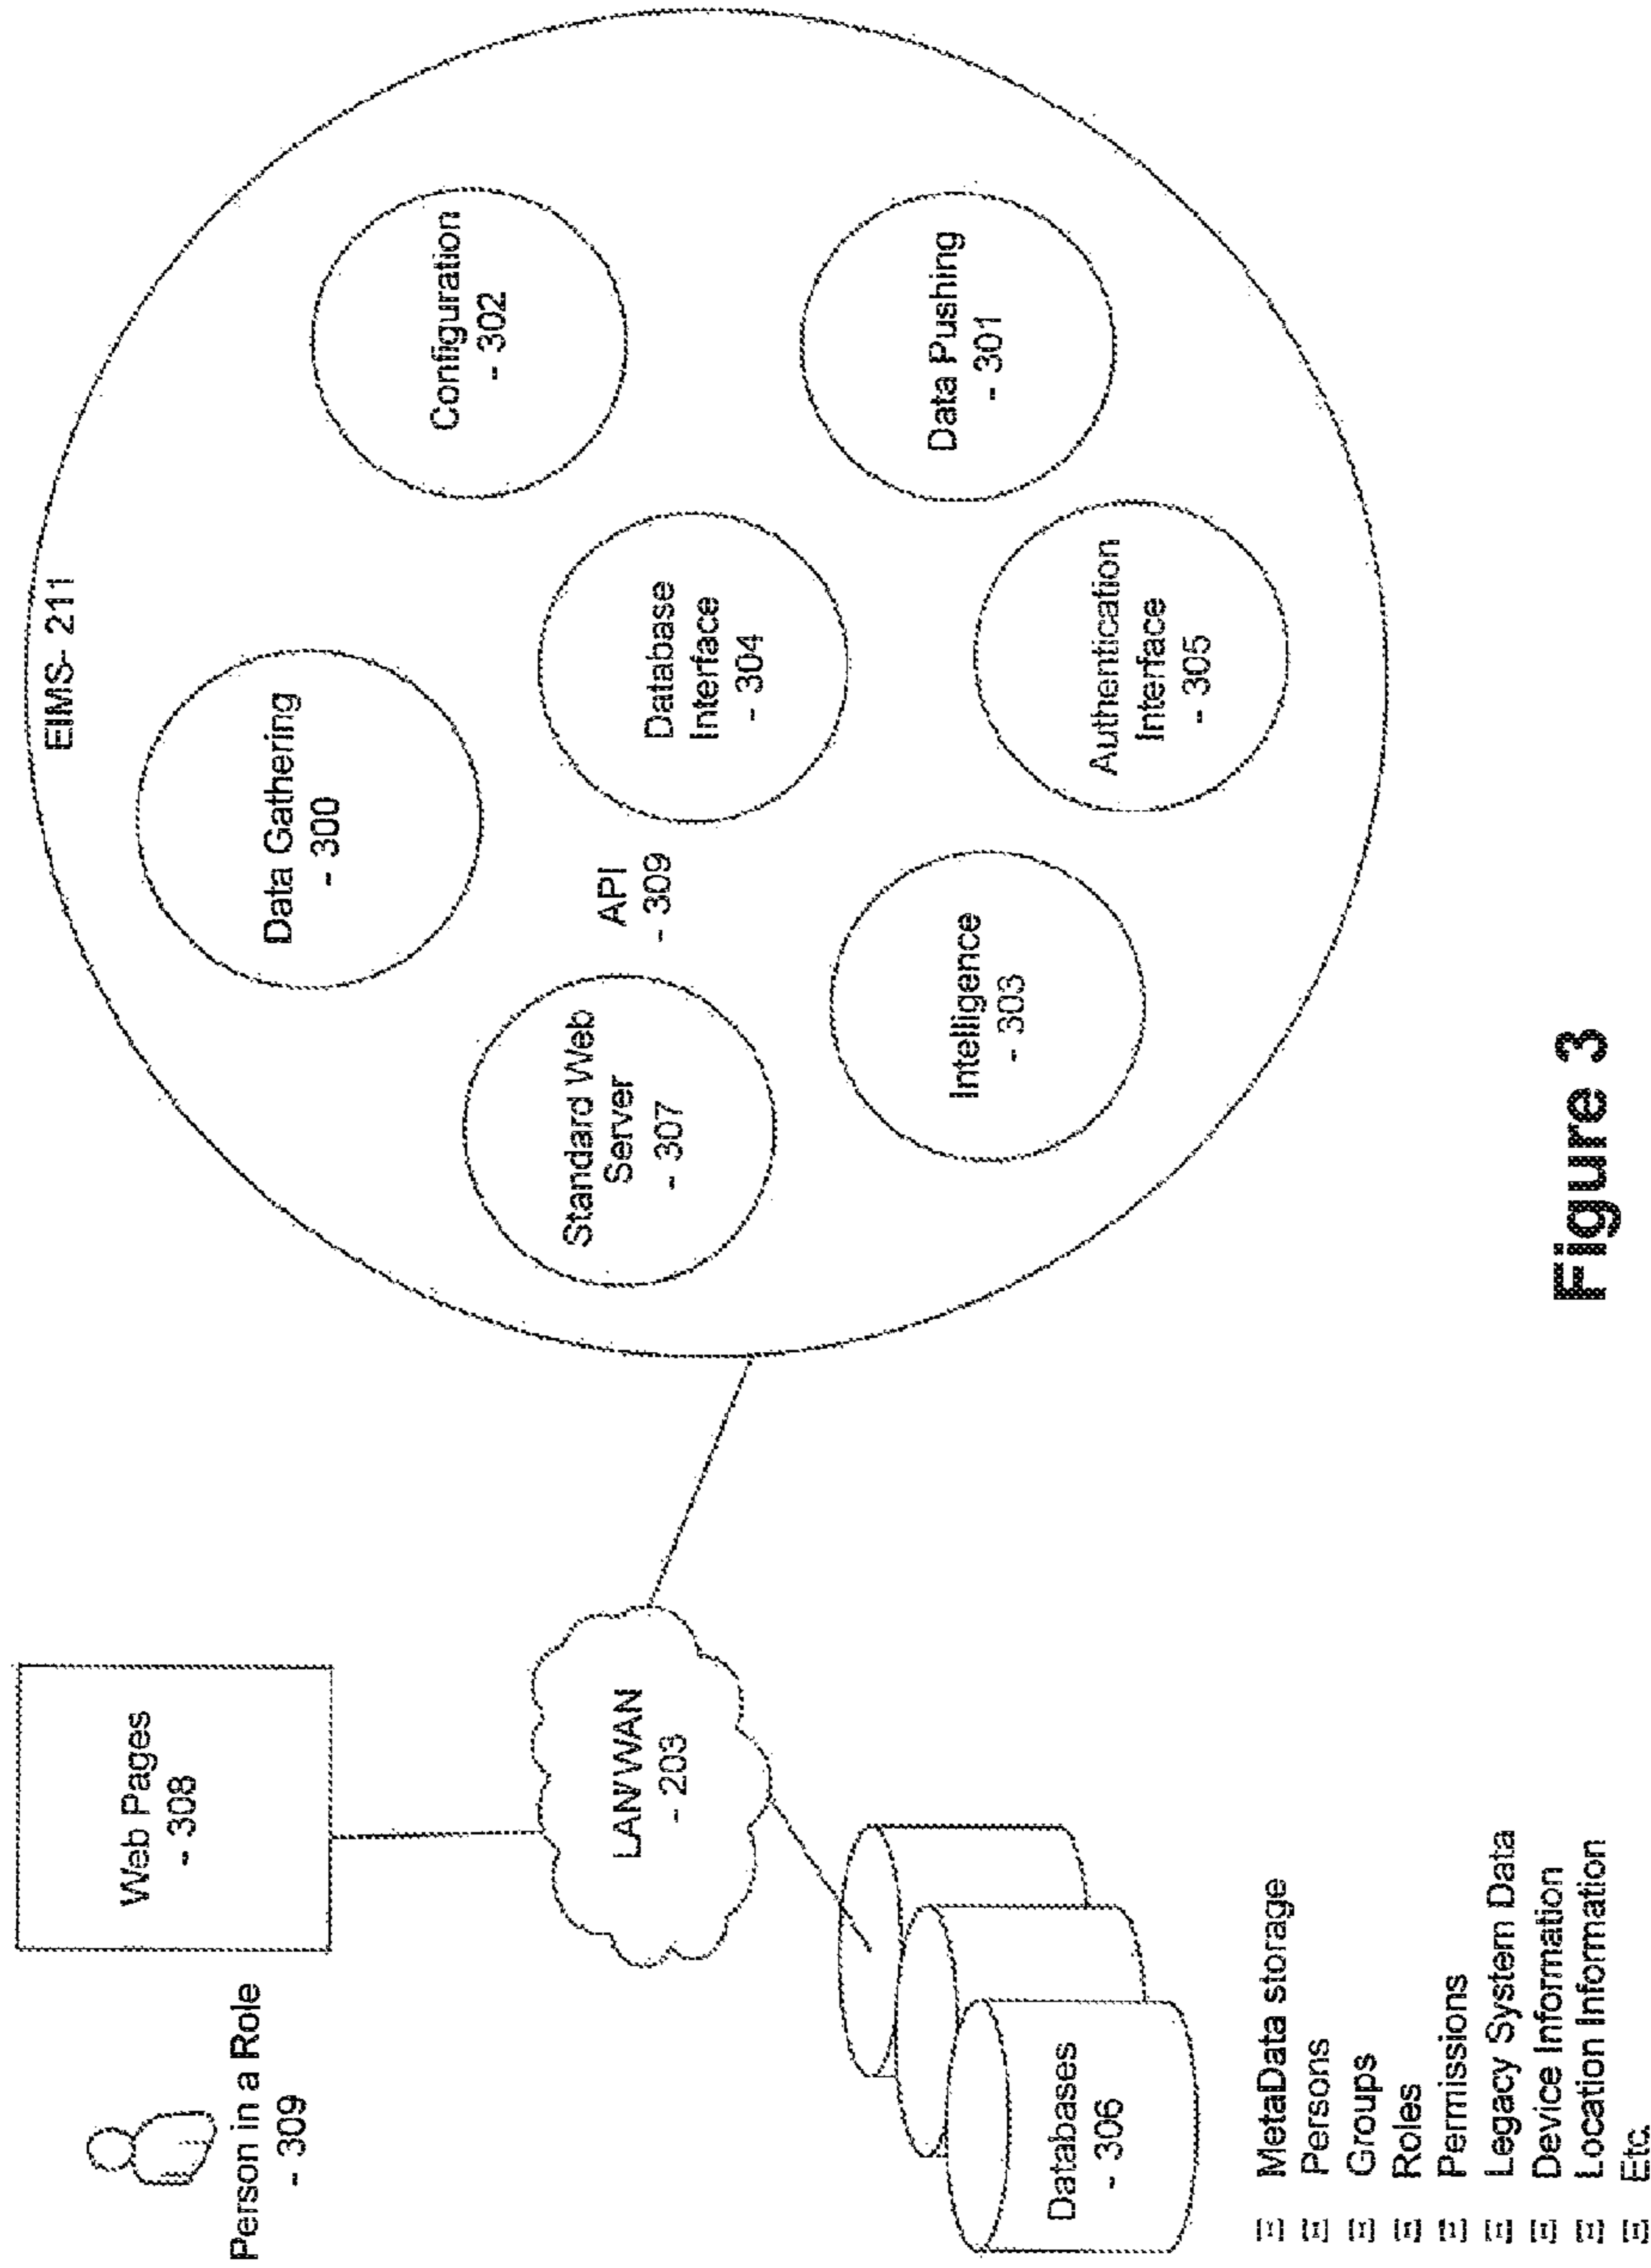 Person in a Role
- 309
Web Pages
- 308
LAN/WAN
- 203
Databases
- 306
MetaData storage
Persons
Groups
Roles
Permissions
Legacy System Data
Device Information
Location Information
Etc.
EIMS- 211
Data Gathering
- 300
Configuration
- 302
Standard Web
Server
- 307
API
- 309
Database
Interface
- 304
Intelligence
- 303
Authentication
Interface
- 305
Data Pushing
- 301
Figure 3